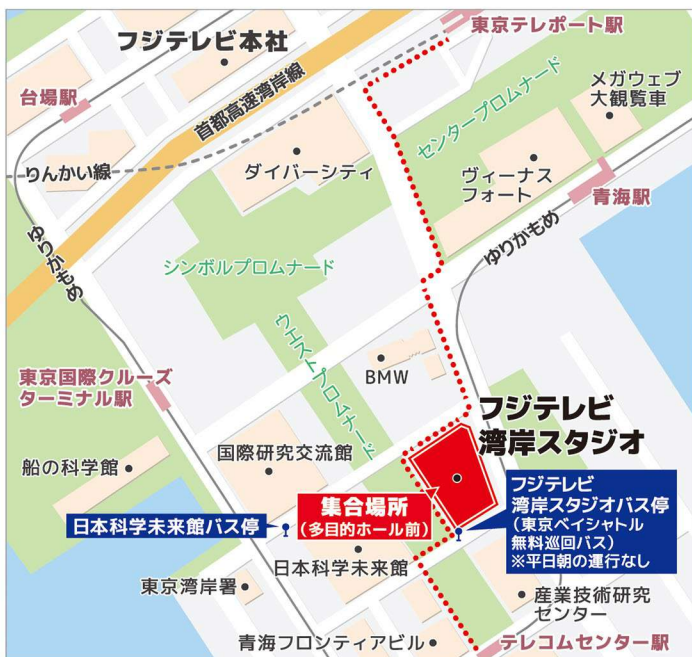 東京テレポート駅
フジテレビ本社
台場駅
首都高速湾岸線
メガウェブ
大観覧車
センタープロムナード
りんかい線
ダイバーシティ
ヴィーナス
フォート
青海駅
ゆりかもめ
ゆりかもめ
シンボルプロムナード
ウエストプロムナード
BMW
東京国際クルーズ
ターミナル駅
フジテレビ
湾岸スタジオ
国際研究交流館
船の科学館
集合場所
(多目的ホール前)
フジテレビ
湾岸スタジオバス停
(東京ベイシャトル
無料巡回バス)
※平日朝の運行なし
日本科学未来館バス停
日本科学未来館
東京湾岸署
産業技術研究
センター
青海フロンティアビル
テレコムセンター駅